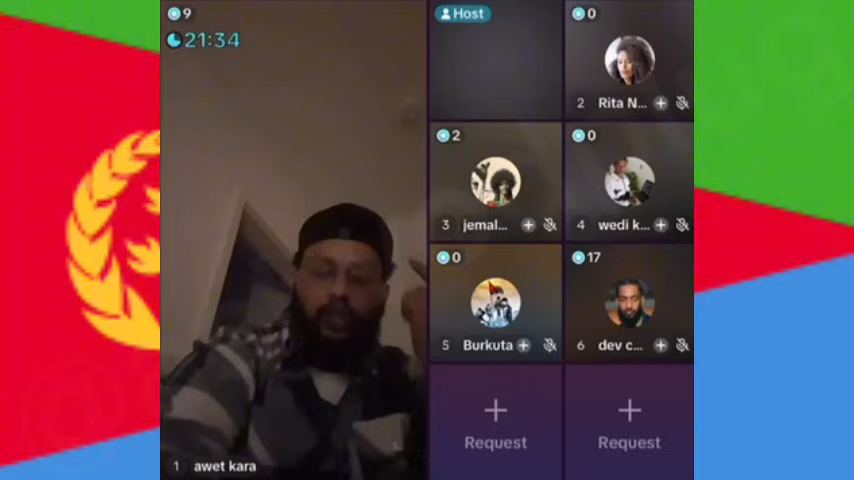 9
21:34
Host
0
2 Rita N...
2
3 jemal...
0
4 wedi k...
0
5 Burkuta
17
6 dev c...
Request
Request
1 awet kara